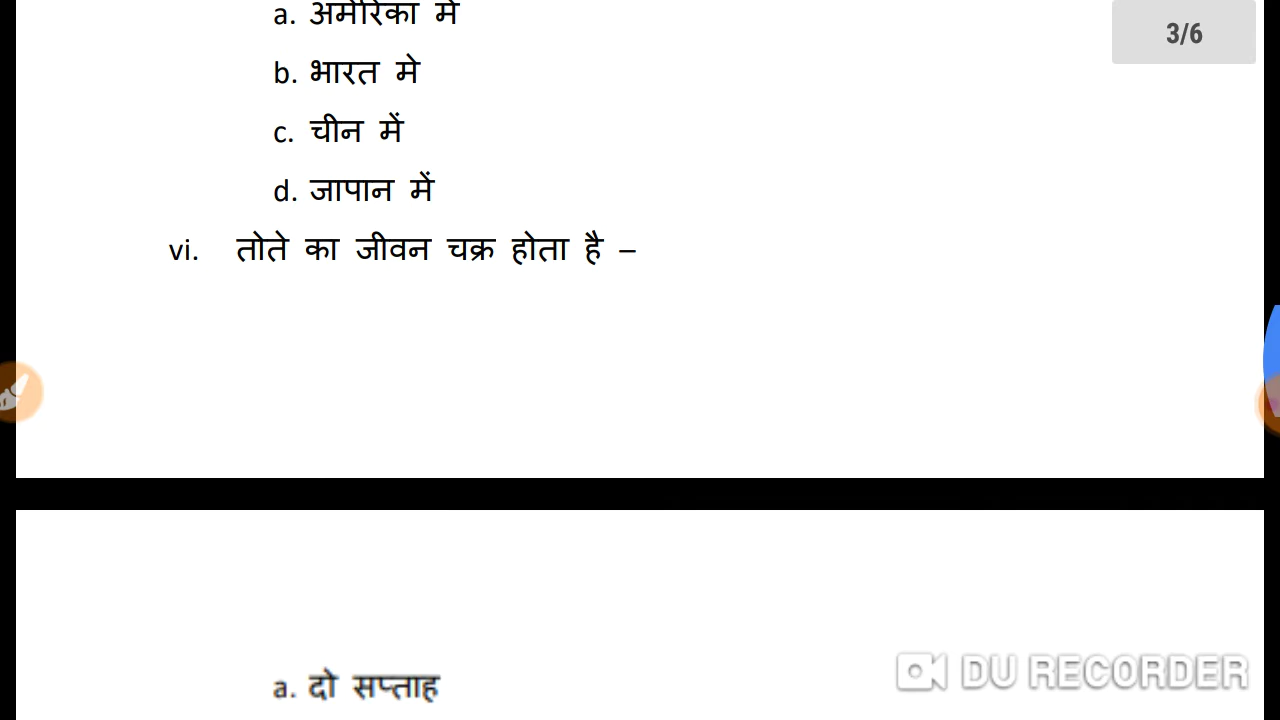 a. अमेरिका में
3/6
b. भारत मे
c. चीन में
d. जापान में
vi. तोते का जीवन चक्र होता है –
a. दो सप्ताह
DU RECORDER